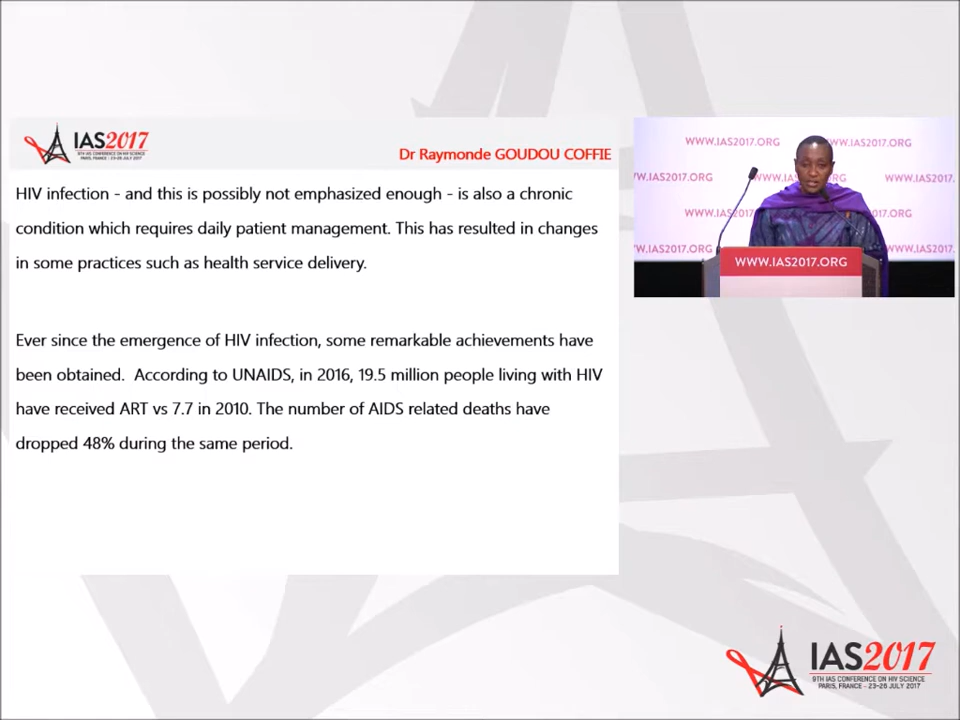 IAS2017
9TH IAS CONFERENCE ON HIV SCIENCE
PARIS, FRANCE - 23-26 JULY 2017
Dr Raymonde GOUDOU COFFIE
HIV infection - and this is possibly not emphasized enough - is also a chronic
condition which requires daily patient management. This has resulted in changes
in some practices such as health service delivery.
Ever since the emergence of HIV infection, some remarkable achievements have
been obtained.  According to UNAIDS, in 2016, 19.5 million people living with HIV
have received ART vs 7.7 in 2010. The number of AIDS related deaths have
dropped 48% during the same period.
WWW.IAS2017.ORG
WWW.IAS2017.ORG
WWW.IAS2017.ORG
IAS2017
9TH IAS CONFERENCE ON HIV SCIENCE
PARIS, FRANCE - 23-26 JULY 2017